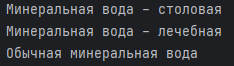 Минеральная вода – столовая
Минеральная вода – лечебная
Обычная минеральная вода